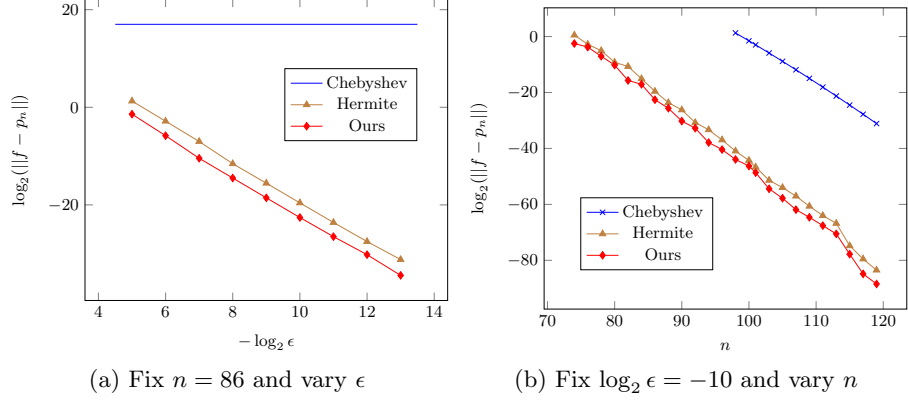 20
0
−20
log₂(||f − pₙ||)
Chebyshev
Hermite
Ours
4
6
8
10
12
14
− log₂ ϵ
(a) Fix n = 86 and vary ϵ
0
−20
−40
−60
−80
log₂(||f − pₙ||)
Chebyshev
Hermite
Ours
70
80
90
100
110
120
n
(b) Fix log₂ ϵ = −10 and vary n